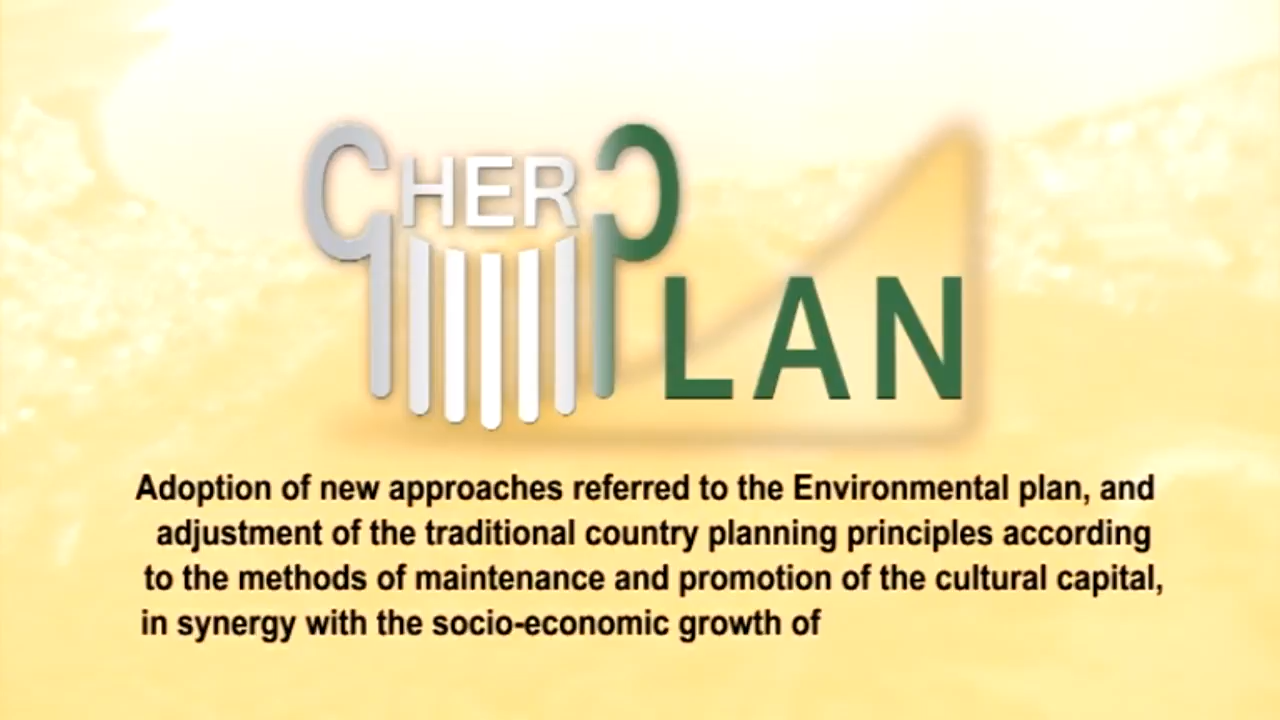 CHERPLAN
Adoption of new approaches referred to the Environmental plan, and
adjustment of the traditional country planning principles according
to the methods of maintenance and promotion of the cultural capital,
in synergy with the socio-economic growth of